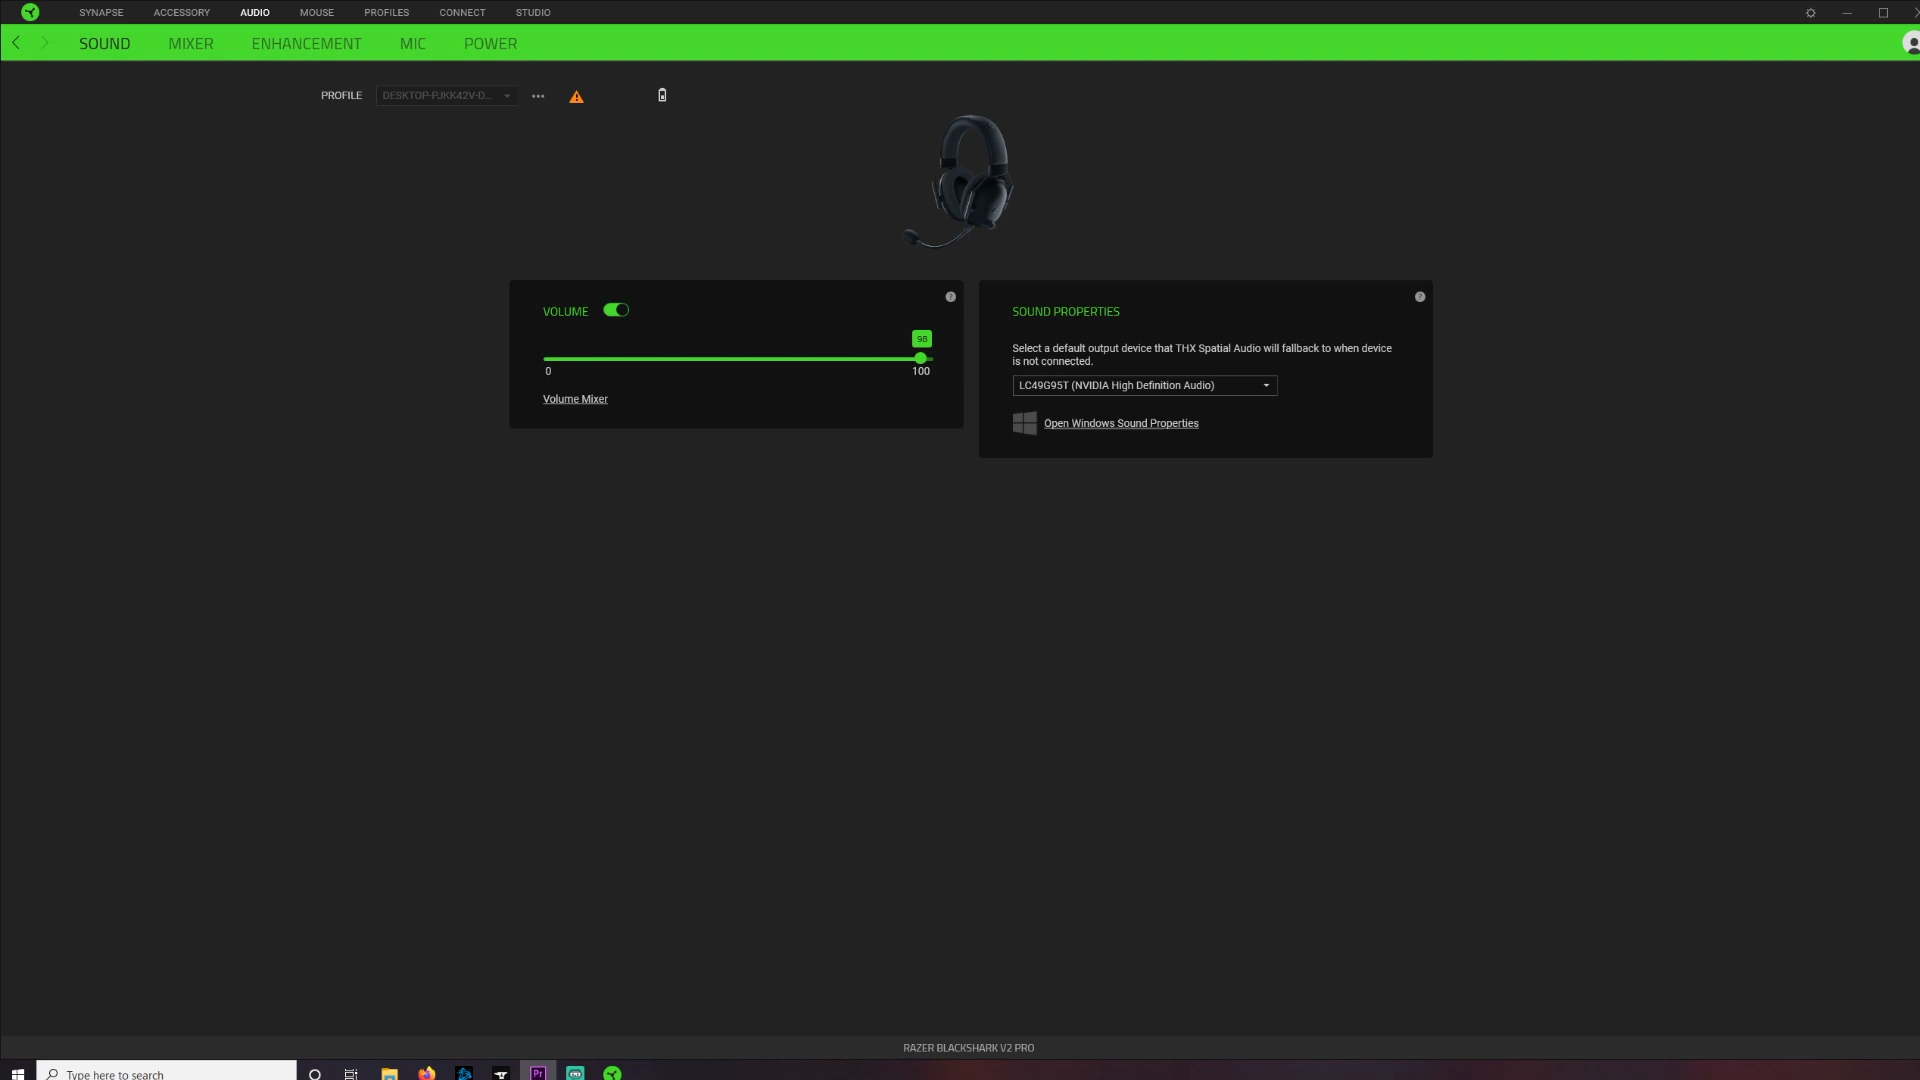 SYNAPSE ACCESSORY AUDIO MOUSE PROFILES CONNECT STUDIO
SOUND MIXER ENHANCEMENT MIC POWER
PROFILE DESKTOP-PJKK42V-D...
VOLUME
98
0 100
Volume Mixer
SOUND PROPERTIES
Select a default output device that THX Spatial Audio will fallback to when device
is not connected.
LC49G95T (NVIDIA High Definition Audio)
Open Windows Sound Properties
RAZER BLACKSHARK V2 PRO
Type here to search
Pr